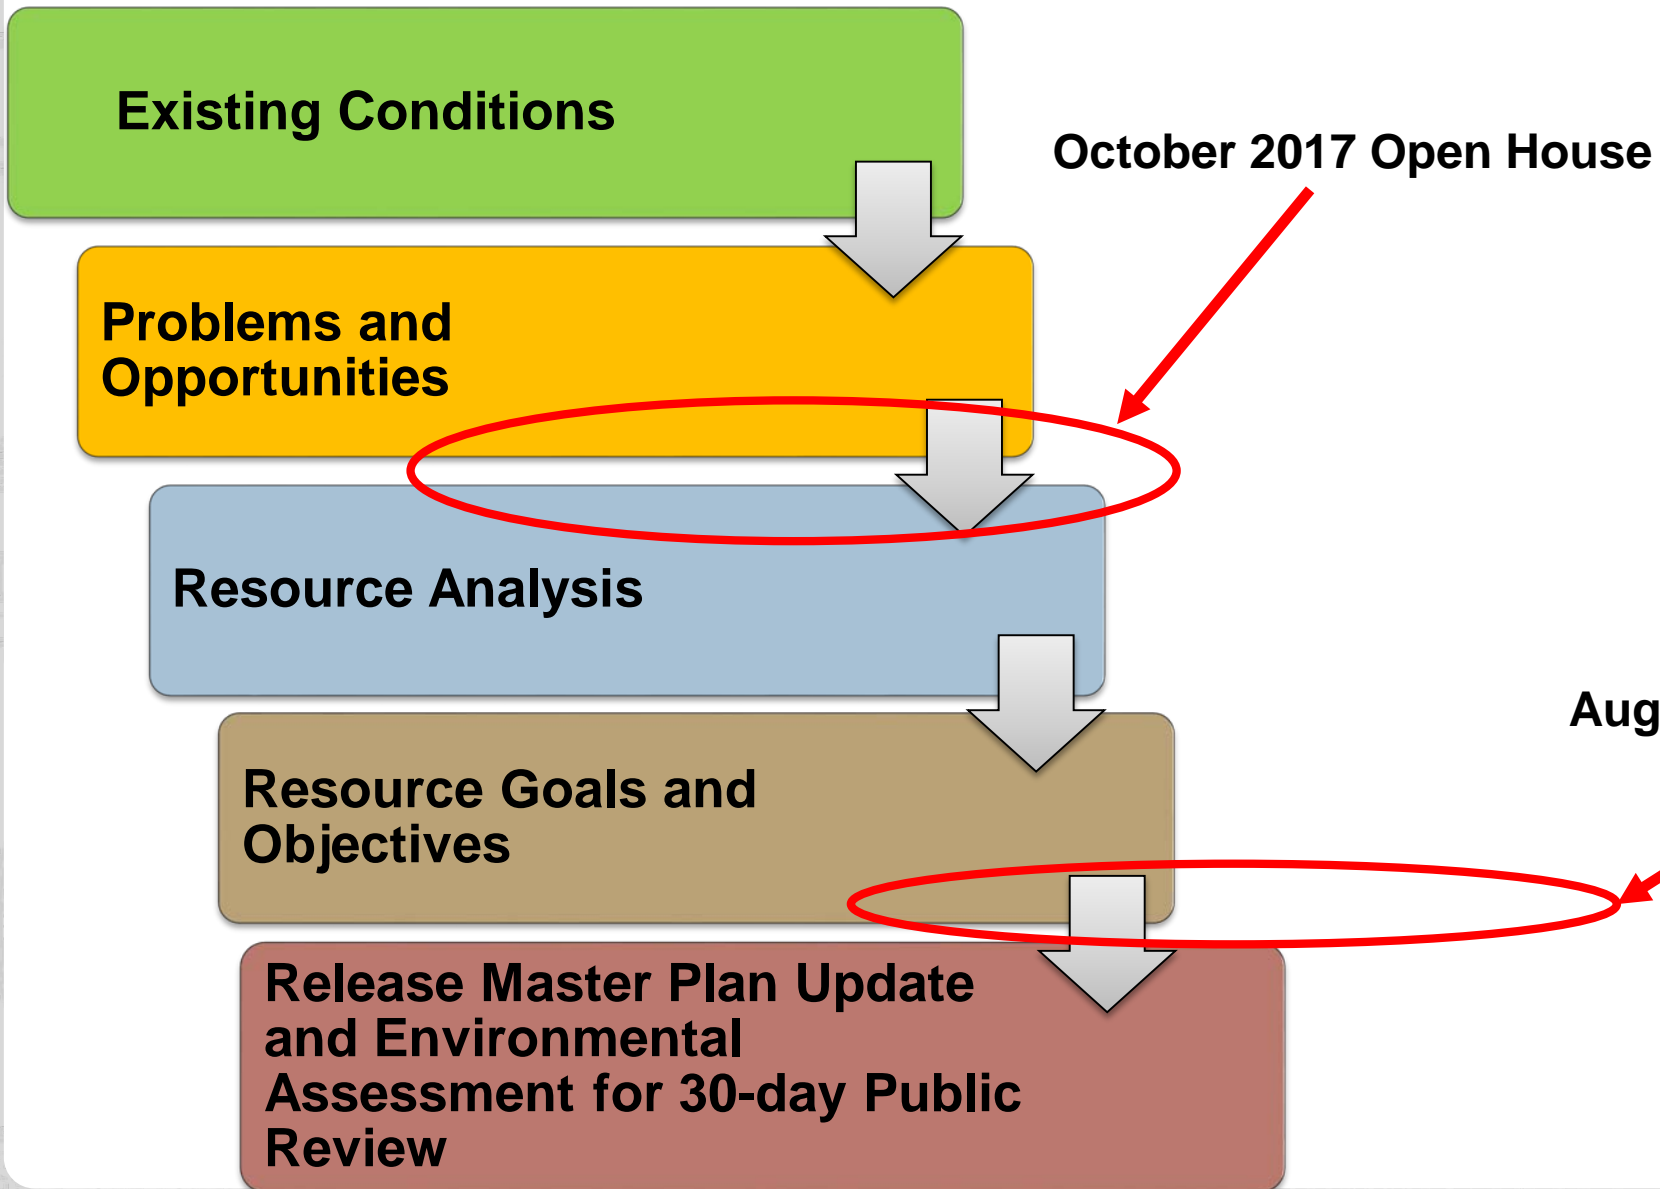 Existing Conditions
October 2017 Open House
Problems and
Opportunities
Resource Analysis
Aug
Resource Goals and
Objectives
Release Master Plan Update
and Environmental
Assessment for 30-day Public
Review